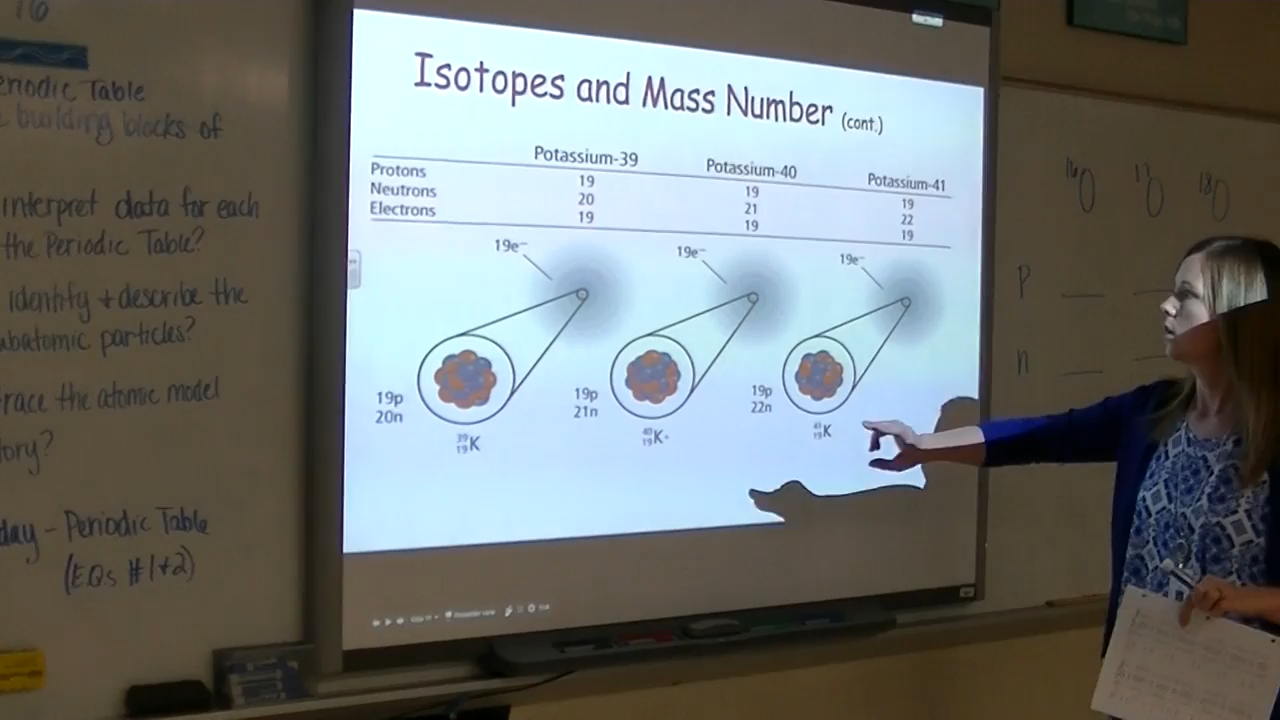 16
eriodic Table
e building blocks of
interpret data for each
the Periodic Table?
identify + describe the
ubatomic particles?
race the atomic model
ory?
day - Periodic Table
(EQs #1+2)
Isotopes and Mass Number (cont.)
Potassium-39 Potassium-40 Potassium-41
Protons 19 19 19
Neutrons 20 21 22
Electrons 19 19 19
19e⁻ 19e⁻ 19e⁻
19p 19p 19p
20n 21n 22n
³⁹₁₉K ⁴⁰₁₉K ⁴¹₁₉K
¹⁶O ¹⁷O ¹⁸O
P
n